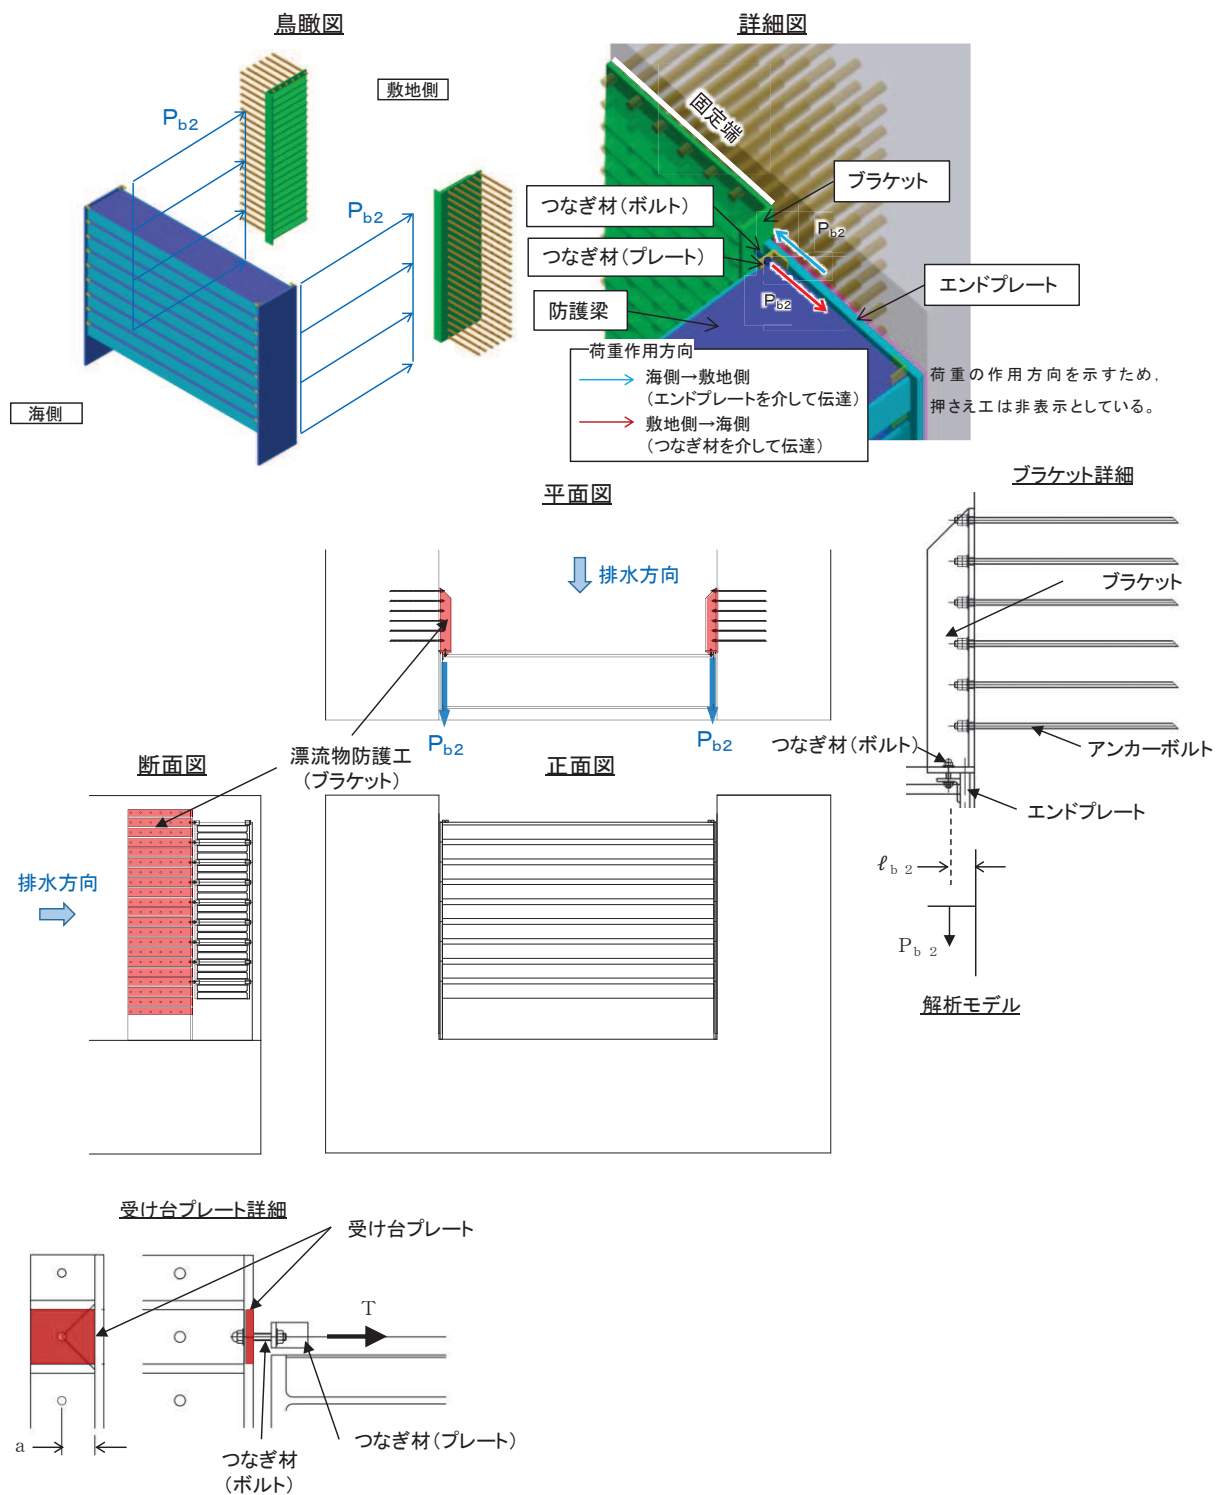 鳥瞰図
敷地側
Pb2
Pb2
海側
詳細図
固定端
ブラケット
つなぎ材(ボルト)
Pb2
つなぎ材(プレート)
Pb2
エンドプレート
防護梁
荷重作用方向
海側→敷地側
(エンドプレートを介して伝達)
敷地側→海側
(つなぎ材を介して伝達)
荷重の作用方向を示すため,
押さえ工は非表示としている。
平面図
排水方向
Pb2
Pb2
漂流物防護工
(ブラケット)
ブラケット詳細
ブラケット
つなぎ材(ボルト)
アンカーボルト
エンドプレート
ℓb2
Pb2
解析モデル
断面図
排水方向
正面図
受け台プレート詳細
受け台プレート
T
a
つなぎ材
(ボルト)
つなぎ材(プレート)